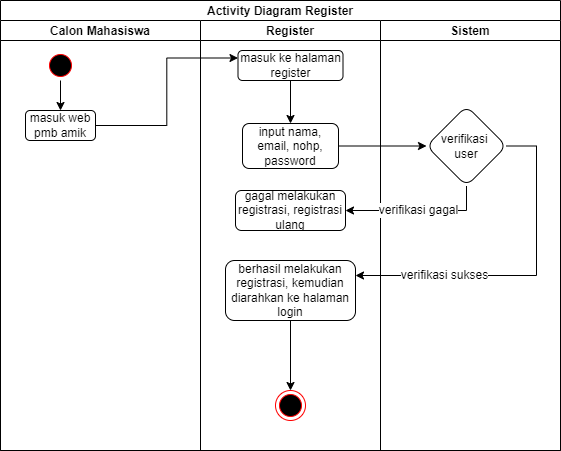 Activity Diagram Register
Calon Mahasiswa
Register
Sistem
masuk web
pmb amik
masuk ke halaman
register
input nama,
email, nohp,
password
verifikasi
user
gagal melakukan
registrasi, registrasi
ulang
verifikasi gagal
berhasil melakukan
registrasi, kemudian
diarahkan ke halaman
login
verifikasi sukses